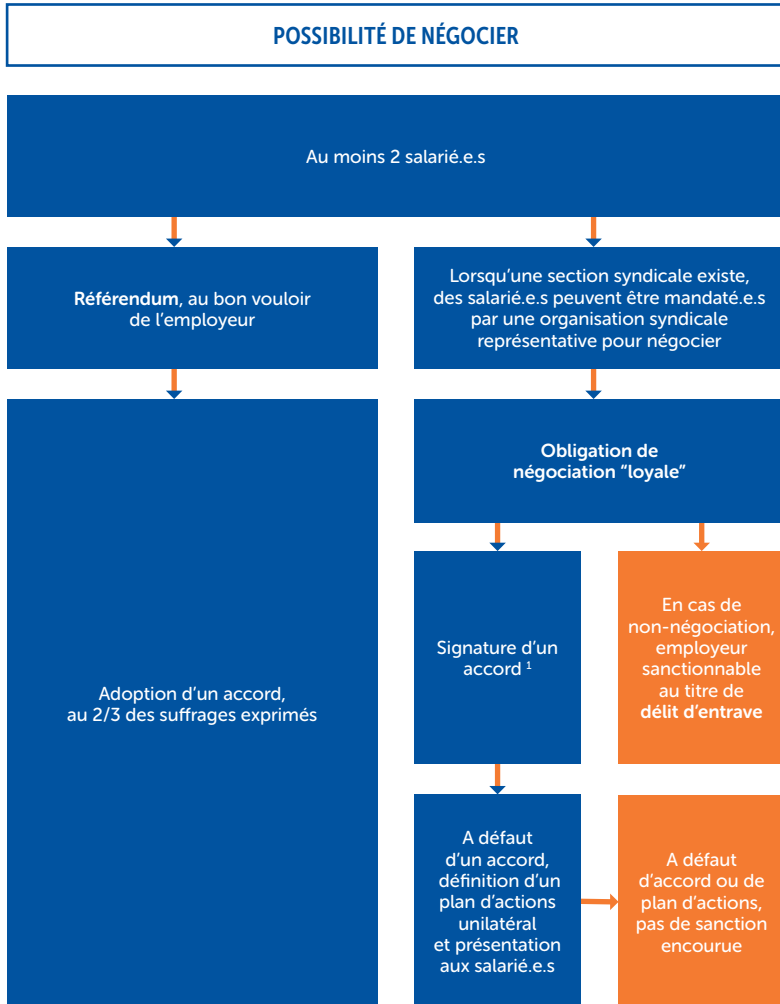 POSSIBILITÉ DE NÉGOCIER
Au moins 2 salarié.e.s
Référendum, au bon vouloir
de l'employeur
Lorsqu'une section syndicale existe,
des salarié.e.s peuvent être mandaté.e.s
par une organisation syndicale
représentative pour négocier
Adoption d'un accord,
au 2/3 des suffrages exprimés
Obligation de
négociation "loyale"
Signature d'un
accord ¹
En cas de
non-négociation,
employeur
sanctionnable
au titre de
délit d'entrave
A défaut
d'un accord,
définition d'un
plan d'actions
unilatéral
et présentation
aux salarié.e.s
A défaut
d'accord ou de
plan d'actions,
pas de sanction
encourue